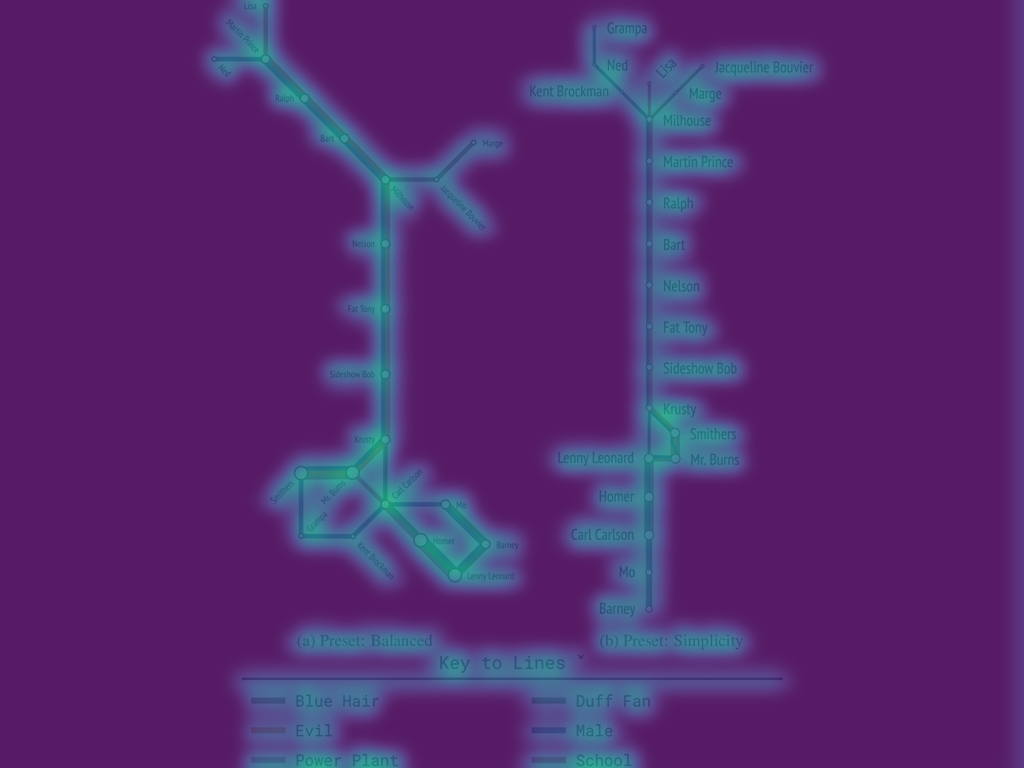 Lisa
Martin Prince
Ned
Ralph
Bart
Marge
Milhouse
Jacqueline Bouvier
Nelson
Fat Tony
Sideshow Bob
Krusty
Smithers
Mr. Burns
Carl Carlson
Mo
Grampa
Homer
Barney
Kent Brockman
Lenny Leonard
(a) Preset: Balanced
Grampa
Ned
Lisa
Jacqueline Bouvier
Kent Brockman
Marge
Milhouse
Martin Prince
Ralph
Bart
Nelson
Fat Tony
Sideshow Bob
Krusty
Smithers
Lenny Leonard
Mr. Burns
Homer
Carl Carlson
Mo
Barney
(b) Preset: Simplicity
Key to Lines
Blue Hair
Duff Fan
Evil
Male
Power Plant
School